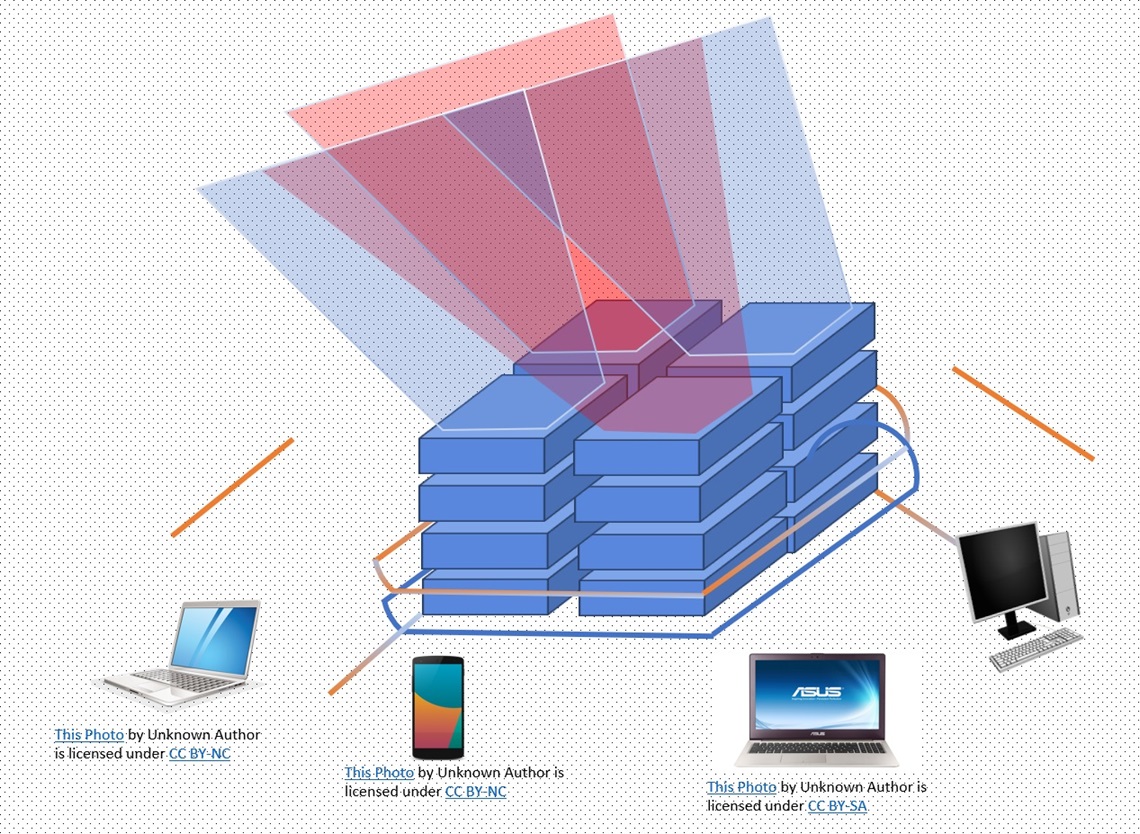 ASUS
ASUS
This Photo by Unknown Author
is licensed under CC BY-NC
This Photo by Unknown Author is
licensed under CC BY-NC
This Photo by Unknown Author is
licensed under CC BY-SA